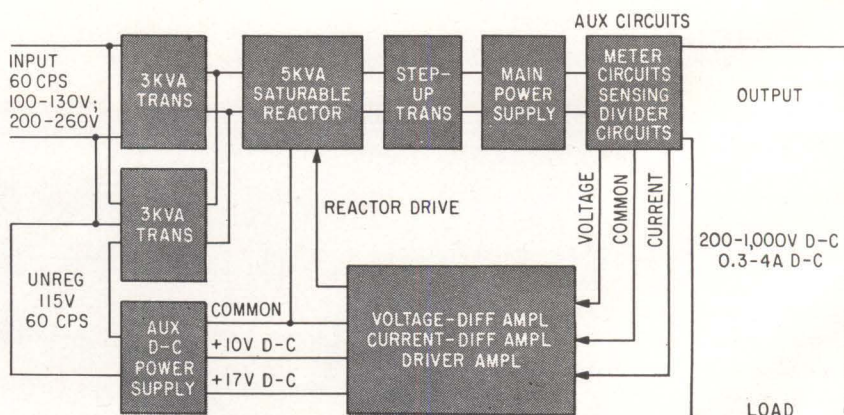 AUX CIRCUITS
INPUT
60 CPS
100-130V;
200-260V
3KVA
TRANS
5KVA
SATURABLE
REACTOR
STEP-
UP
TRANS
MAIN
POWER
SUPPLY
METER
CIRCUITS
SENSING
DIVIDER
CIRCUITS
OUTPUT
3KVA
TRANS
REACTOR DRIVE
VOLTAGE
COMMON
CURRENT
200-1,000V D-C
0.3-4A D-C
UNREG
115V
60 CPS
AUX
D-C
POWER
SUPPLY
COMMON
+10V D-C
+17V D-C
VOLTAGE-DIFF AMPL
CURRENT-DIFF AMPL
DRIVER AMPL
LOAD